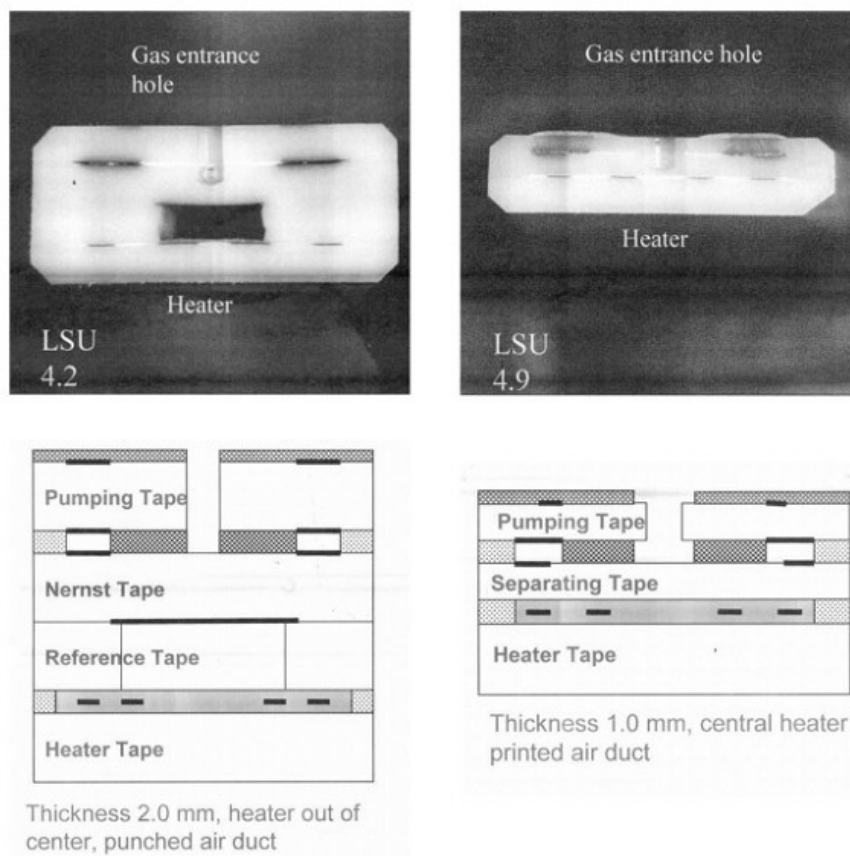 Gas entrance
hole
Heater
LSU
4.2
Gas entrance hole
Heater
LSU
4.9
Pumping Tape
Nernst Tape
Reference Tape
Heater Tape
Thickness 2.0 mm, heater out of
center, punched air duct
Pumping Tape
Separating Tape
Heater Tape
Thickness 1.0 mm, central heater
printed air duct